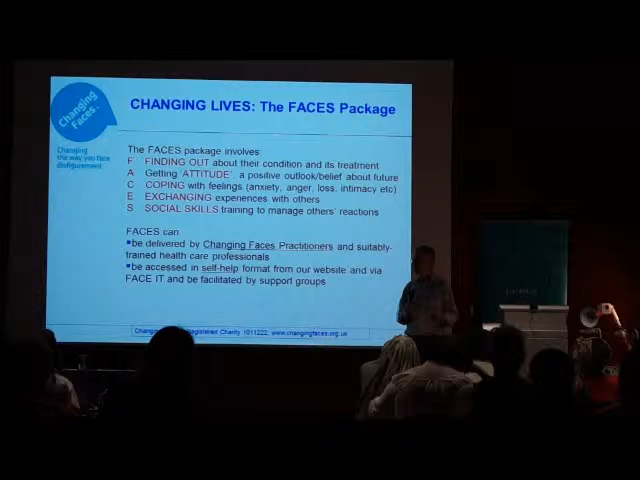 Changing
Faces
CHANGING LIVES: The FACES Package
Changing
the way you face
disfigurement
The FACES package involves:
F FINDING OUT about their condition and its treatment
A Getting 'ATTITUDE', a positive outlook/belief about future
C COPING with feelings (anxiety, anger, loss, intimacy etc)
E EXCHANGING experiences with others
S SOCIAL SKILLS training to manage others' reactions
FACES can
▪be delivered by Changing Faces Practitioners and suitably-
trained health care professionals
▪be accessed in self-help format from our website and via
FACE IT and be facilitated by support groups
Registered Charity 1011222, www.changingfaces.org.uk